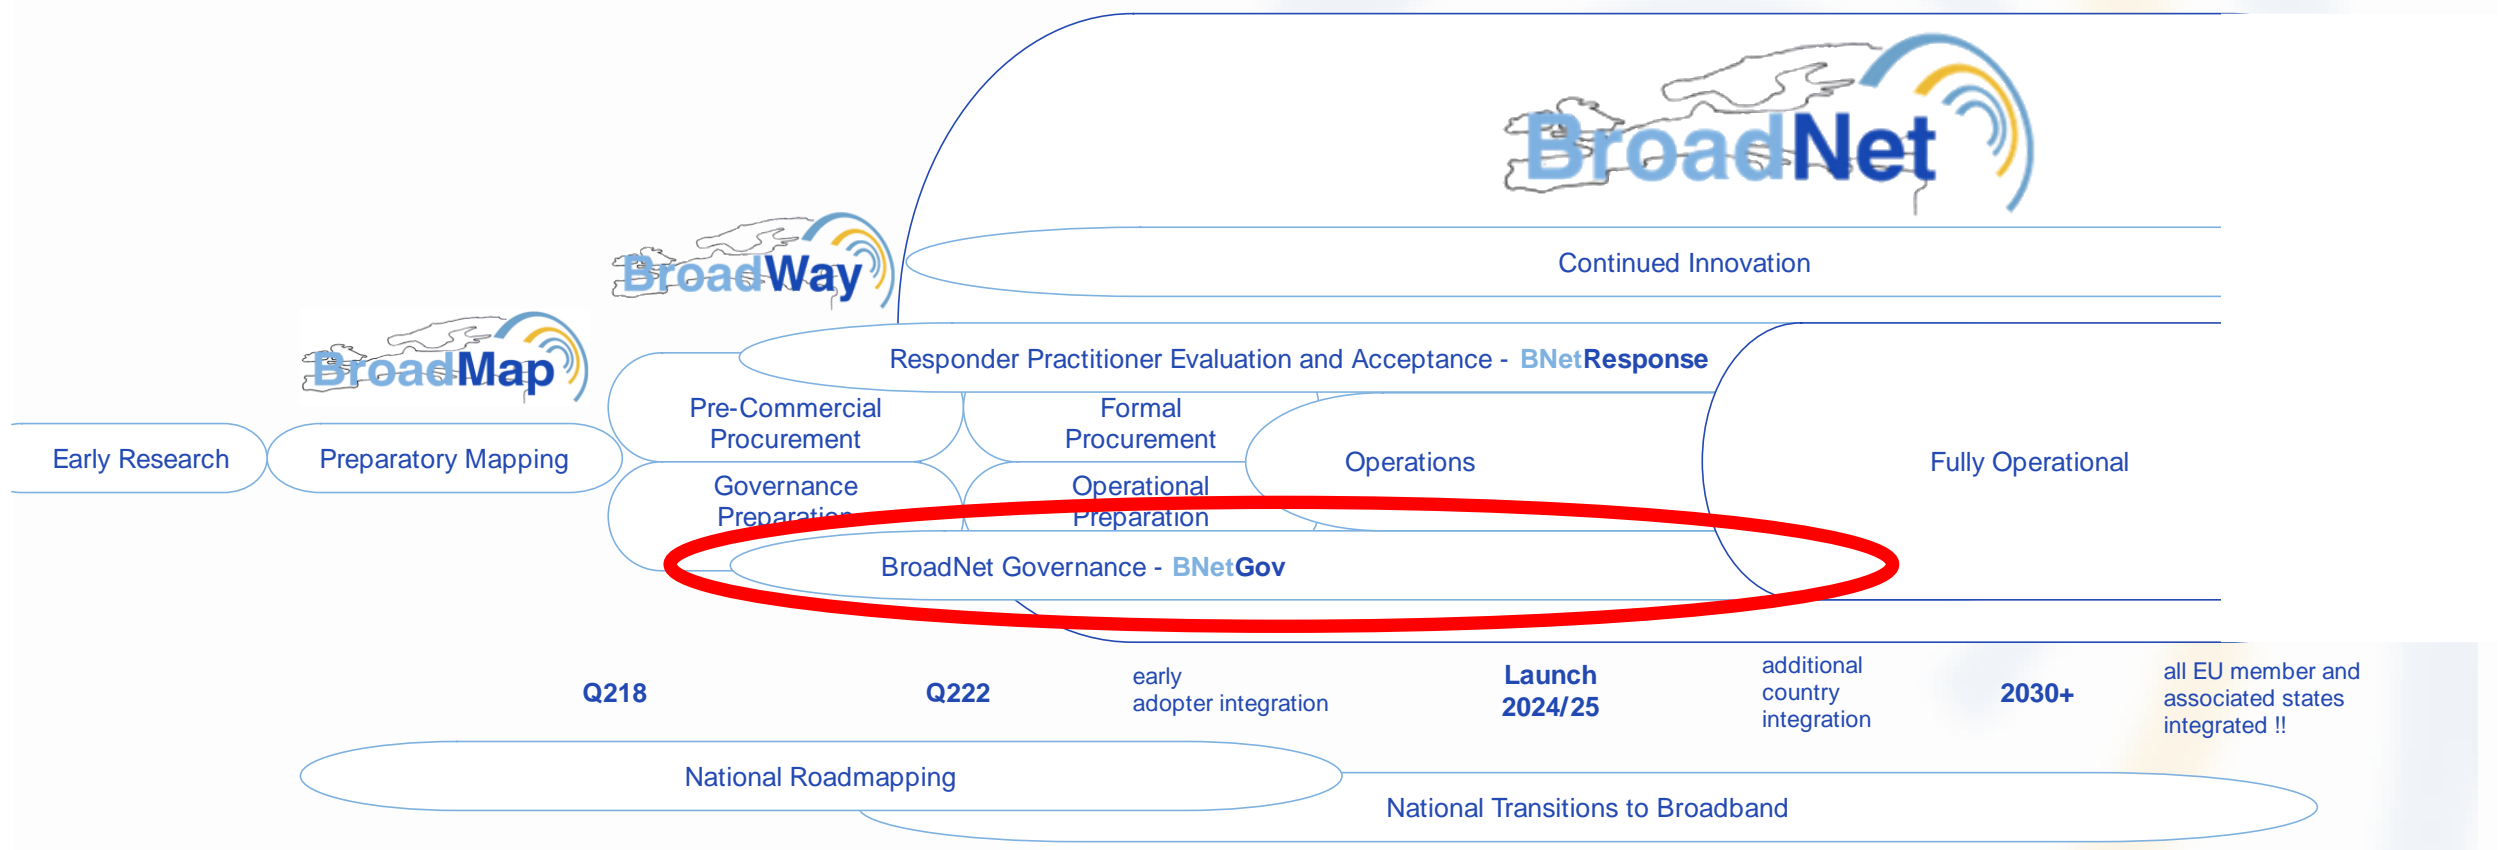 BroadNet
Continued Innovation
BroadWay
BroadMap
Responder Practitioner Evaluation and Acceptance - BNetResponse
Pre-Commercial
Procurement
Formal
Procurement
Early Research
Preparatory Mapping
Operations
Fully Operational
Governance
Preparation
Operational
Preparation
BroadNet Governance - BNetGov
Q218
Q222
early
adopter integration
Launch
2024/25
additional
country
integration
2030+
all EU member and
associated states
integrated !!
National Roadmapping
National Transitions to Broadband